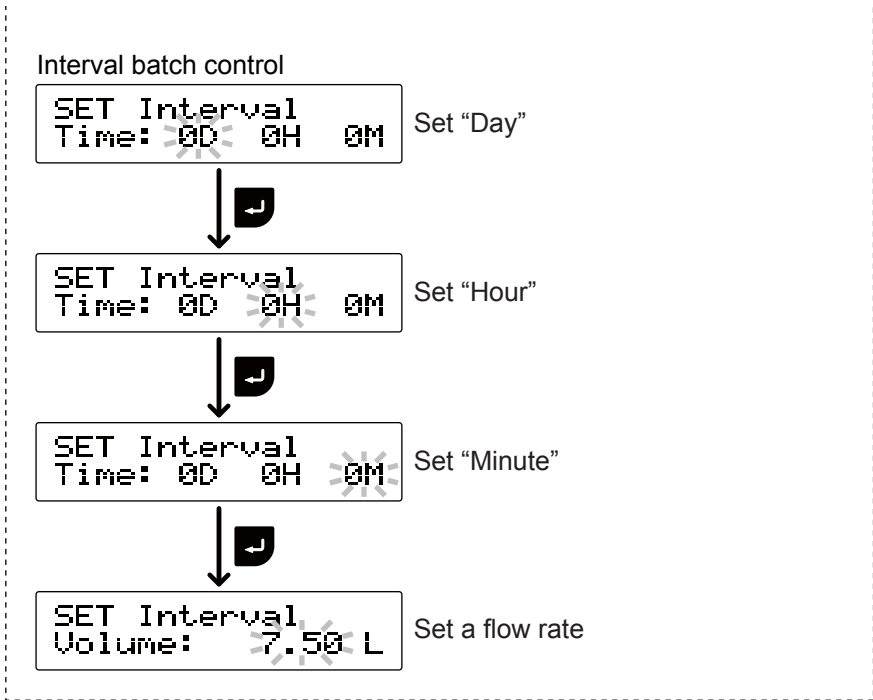 Interval batch control
SET Interval
Time: 0D 0H 0M
Set “Day”
SET Interval
Time: 0D 0H 0M
Set “Hour”
SET Interval
Time: 0D 0H 0M
Set “Minute”
SET Interval
Volume: 7.50 L
Set a flow rate